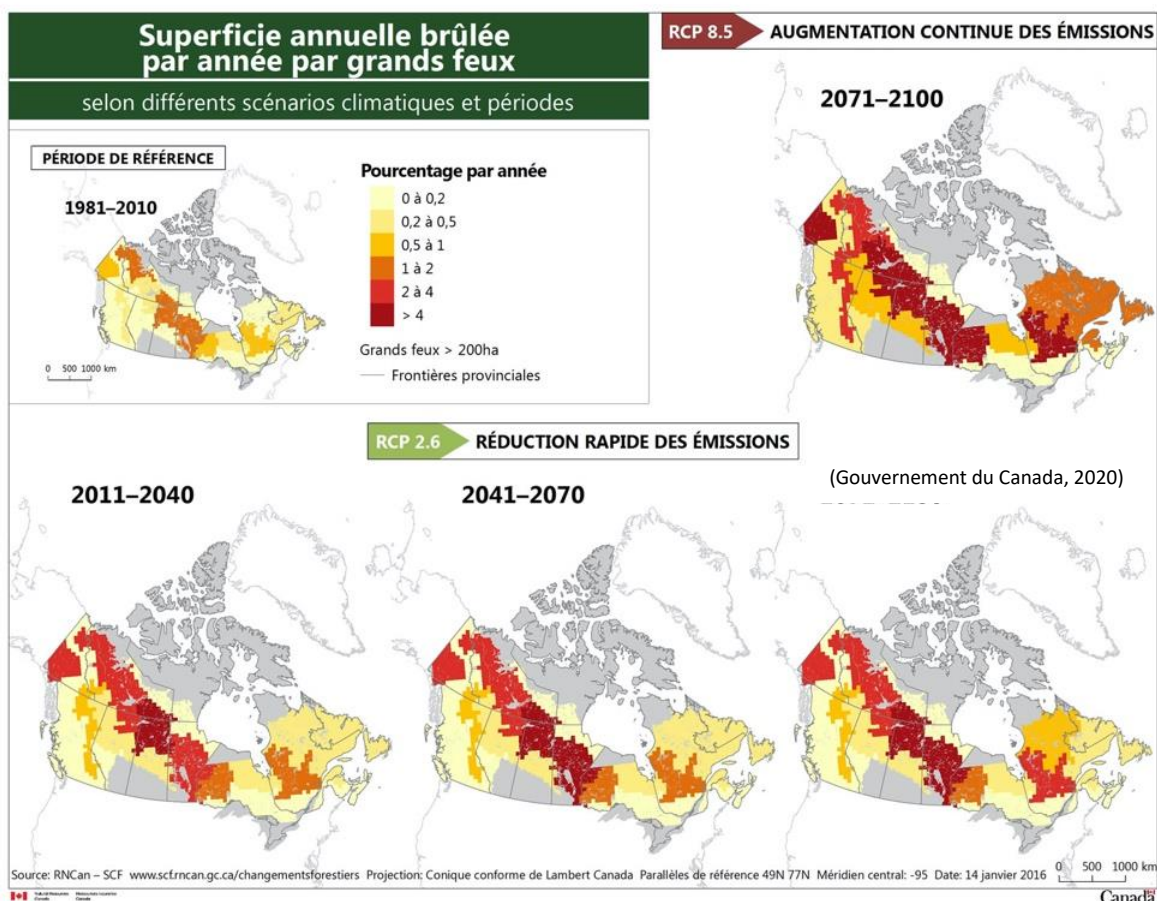 Superficie annuelle brûlée
par année par grands feux
selon différents scénarios climatiques et périodes
RCP 8.5 AUGMENTATION CONTINUE DES ÉMISSIONS
2071–2100
PÉRIODE DE RÉFÉRENCE
1981–2010
Pourcentage par année
0 à 0,2
0,2 à 0,5
0,5 à 1
1 à 2
2 à 4
> 4
Grands feux > 200ha
Frontières provinciales
0 500 1000 km
RCP 2.6 RÉDUCTION RAPIDE DES ÉMISSIONS
(Gouvernement du Canada, 2020)
2011–2040
2041–2070
0 500 1000 km
Source: RNCan – SCF www.scf.rncan.gc.ca/changementsforestiers Projection: Conique conforme de Lambert Canada Parallèles de référence 49N 77N Méridien central: -95 Date: 14 janvier 2016
Canada